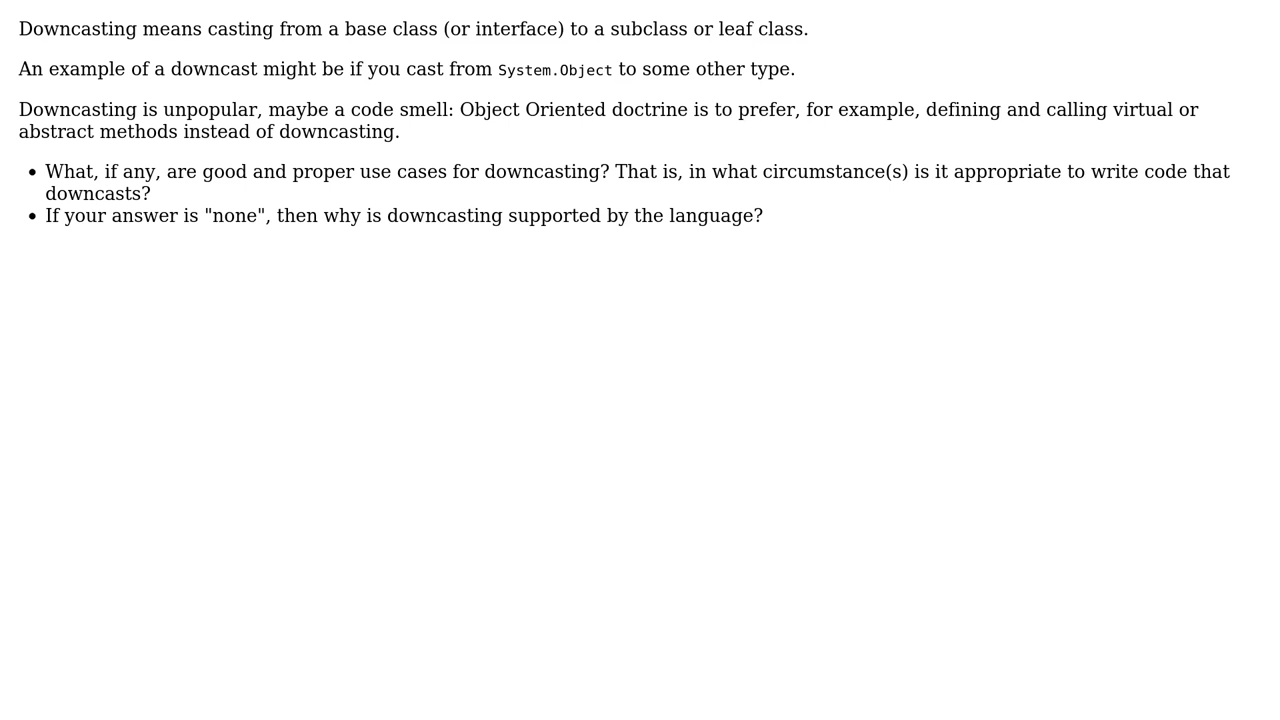 Downcasting means casting from a base class (or interface) to a subclass or leaf class.
An example of a downcast might be if you cast from System.Object to some other type.
Downcasting is unpopular, maybe a code smell: Object Oriented doctrine is to prefer, for example, defining and calling virtual or
abstract methods instead of downcasting.
• What, if any, are good and proper use cases for downcasting? That is, in what circumstance(s) is it appropriate to write code that
downcasts?
• If your answer is "none", then why is downcasting supported by the language?